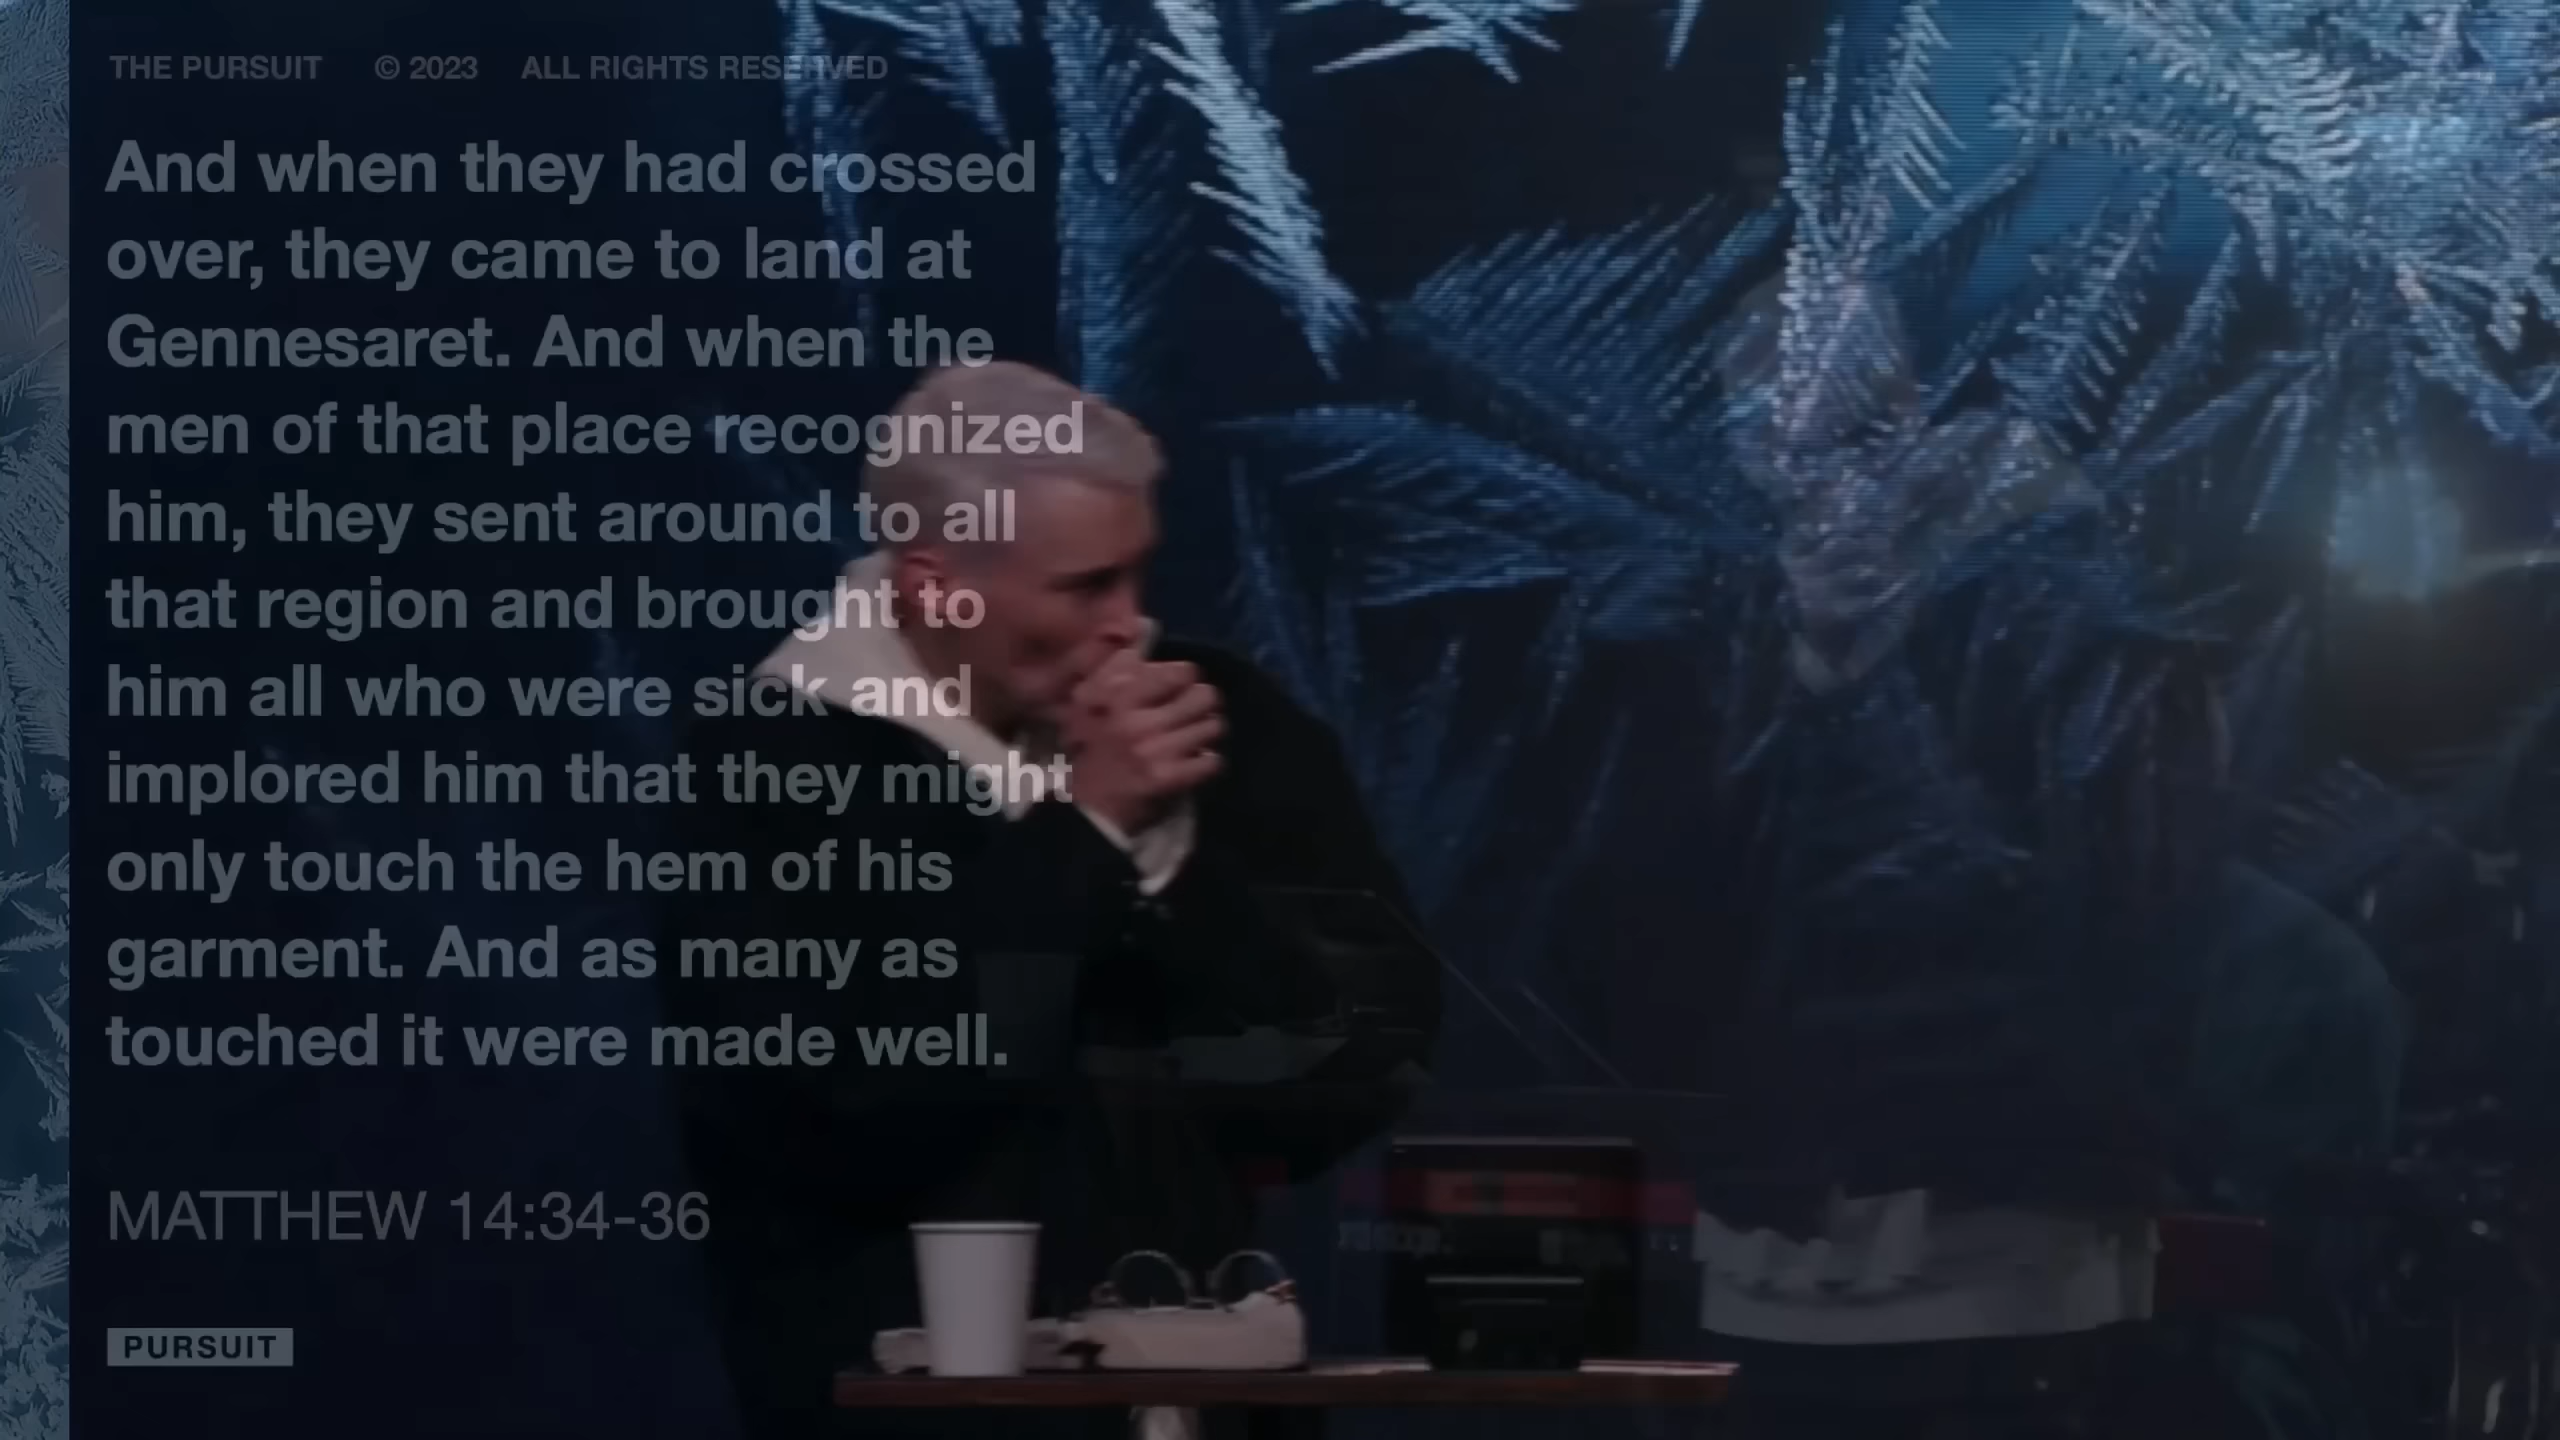 THE PURSUIT © 2023 ALL RIGHTS RESERVED
And when they had crossed
over, they came to land at
Gennesaret. And when the
men of that place recognized
him, they sent around to all
that region and brought to
him all who were sick and
implored him that they might
only touch the hem of his
garment. And as many as
touched it were made well.
MATTHEW 14:34-36
PURSUIT